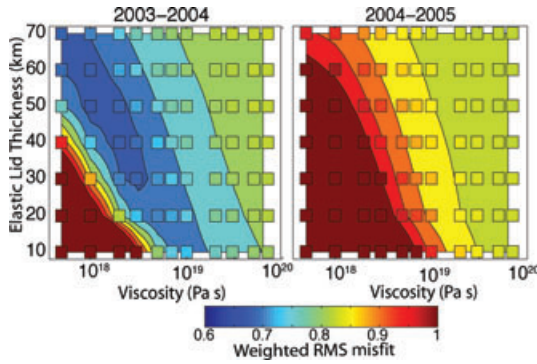 2003–2004 2004–2005
Elastic Lid Thickness (km)
70
60
50
40
30
20
10
10¹⁸ 10¹⁹ 10²⁰ 10¹⁸ 10¹⁹ 10²⁰
Viscosity (Pa s) Viscosity (Pa s)
0.6 0.7 0.8 0.9 1
Weighted RMS misfit